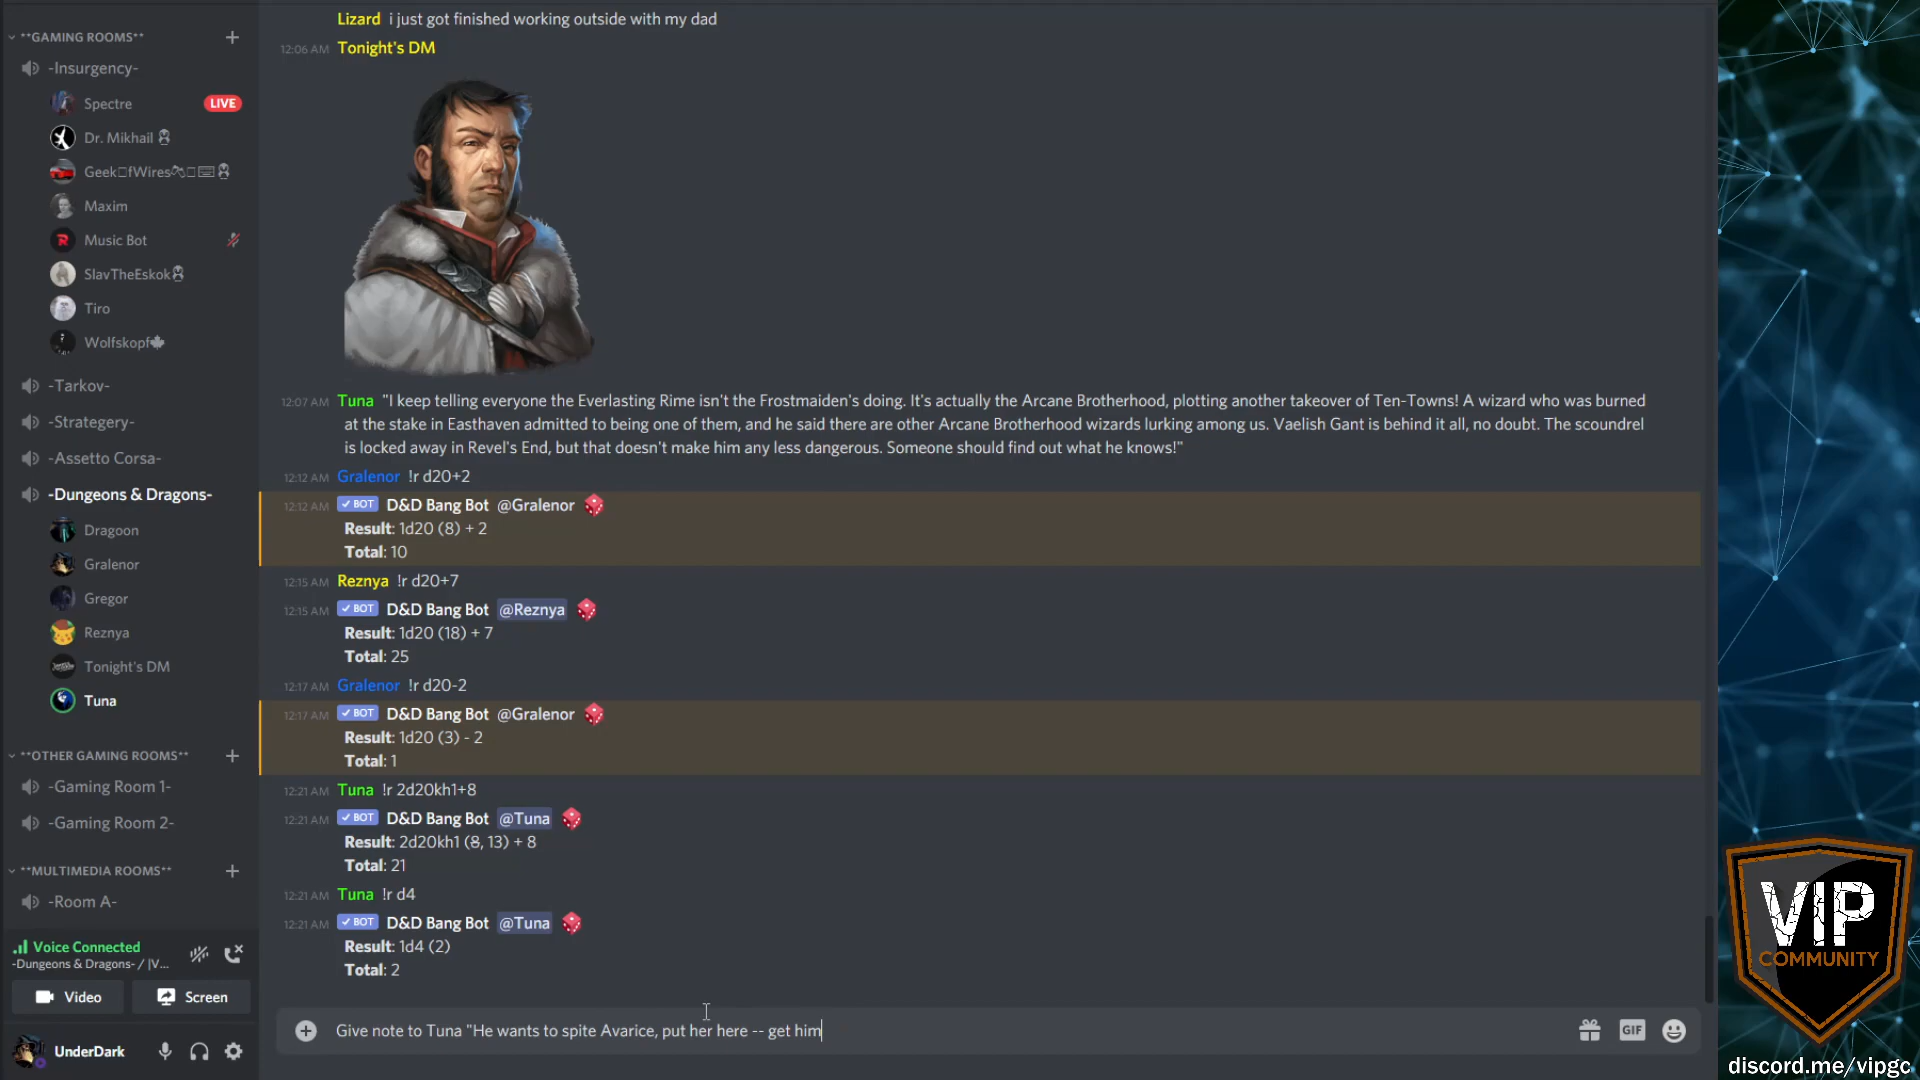 **GAMING ROOMS**
-Insurgency-
Spectre
LIVE
Dr. Mikhail
Maxim
Music Bot
SlavTheEskok
Tiro
Wolfskopf
-Tarkov-
-Strategery-
-Assetto Corsa-
-Dungeons & Dragons-
Dragoon
Gralenor
Gregor
Reznya
Tonight's DM
Tuna
**OTHER GAMING ROOMS**
-Gaming Room 1-
-Gaming Room 2-
**MULTIMEDIA ROOMS**
-Room A-
Voice Connected
-Dungeons & Dragons- / |V...
Video
Screen
UnderDark
Lizard i just got finished working outside with my dad
12:06 AM Tonight's DM
12:07 AM Tuna "I keep telling everyone the Everlasting Rime isn't the Frostmaiden's doing. It's actually the Arcane Brotherhood, plotting another takeover of Ten-Towns! A wizard who was burned
at the stake in Easthaven admitted to being one of them, and he said there are other Arcane Brotherhood wizards lurking among us. Vaelish Gant is behind it all, no doubt. The scoundrel
is locked away in Revel's End, but that doesn't make him any less dangerous. Someone should find out what he knows!"
12:12 AM Gralenor !r d20+2
12:12 AM ✓ BOT D&D Bang Bot @Gralenor
Result: 1d20 (8) + 2
Total: 10
12:15 AM Reznya !r d20+7
12:15 AM ✓ BOT D&D Bang Bot @Reznya
Result: 1d20 (18) + 7
Total: 25
12:17 AM Gralenor !r d20-2
12:17 AM ✓ BOT D&D Bang Bot @Gralenor
Result: 1d20 (3) - 2
Total: 1
12:21 AM Tuna !r 2d20kh1+8
12:21 AM ✓ BOT D&D Bang Bot @Tuna
Result: 2d20kh1 (8, 13) + 8
Total: 21
12:21 AM Tuna !r d4
12:21 AM ✓ BOT D&D Bang Bot @Tuna
Result: 1d4 (2)
Total: 2
Give note to Tuna "He wants to spite Avarice, put her here -- get him
GIF
VIP
COMMUNITY
discord.me/vipgc